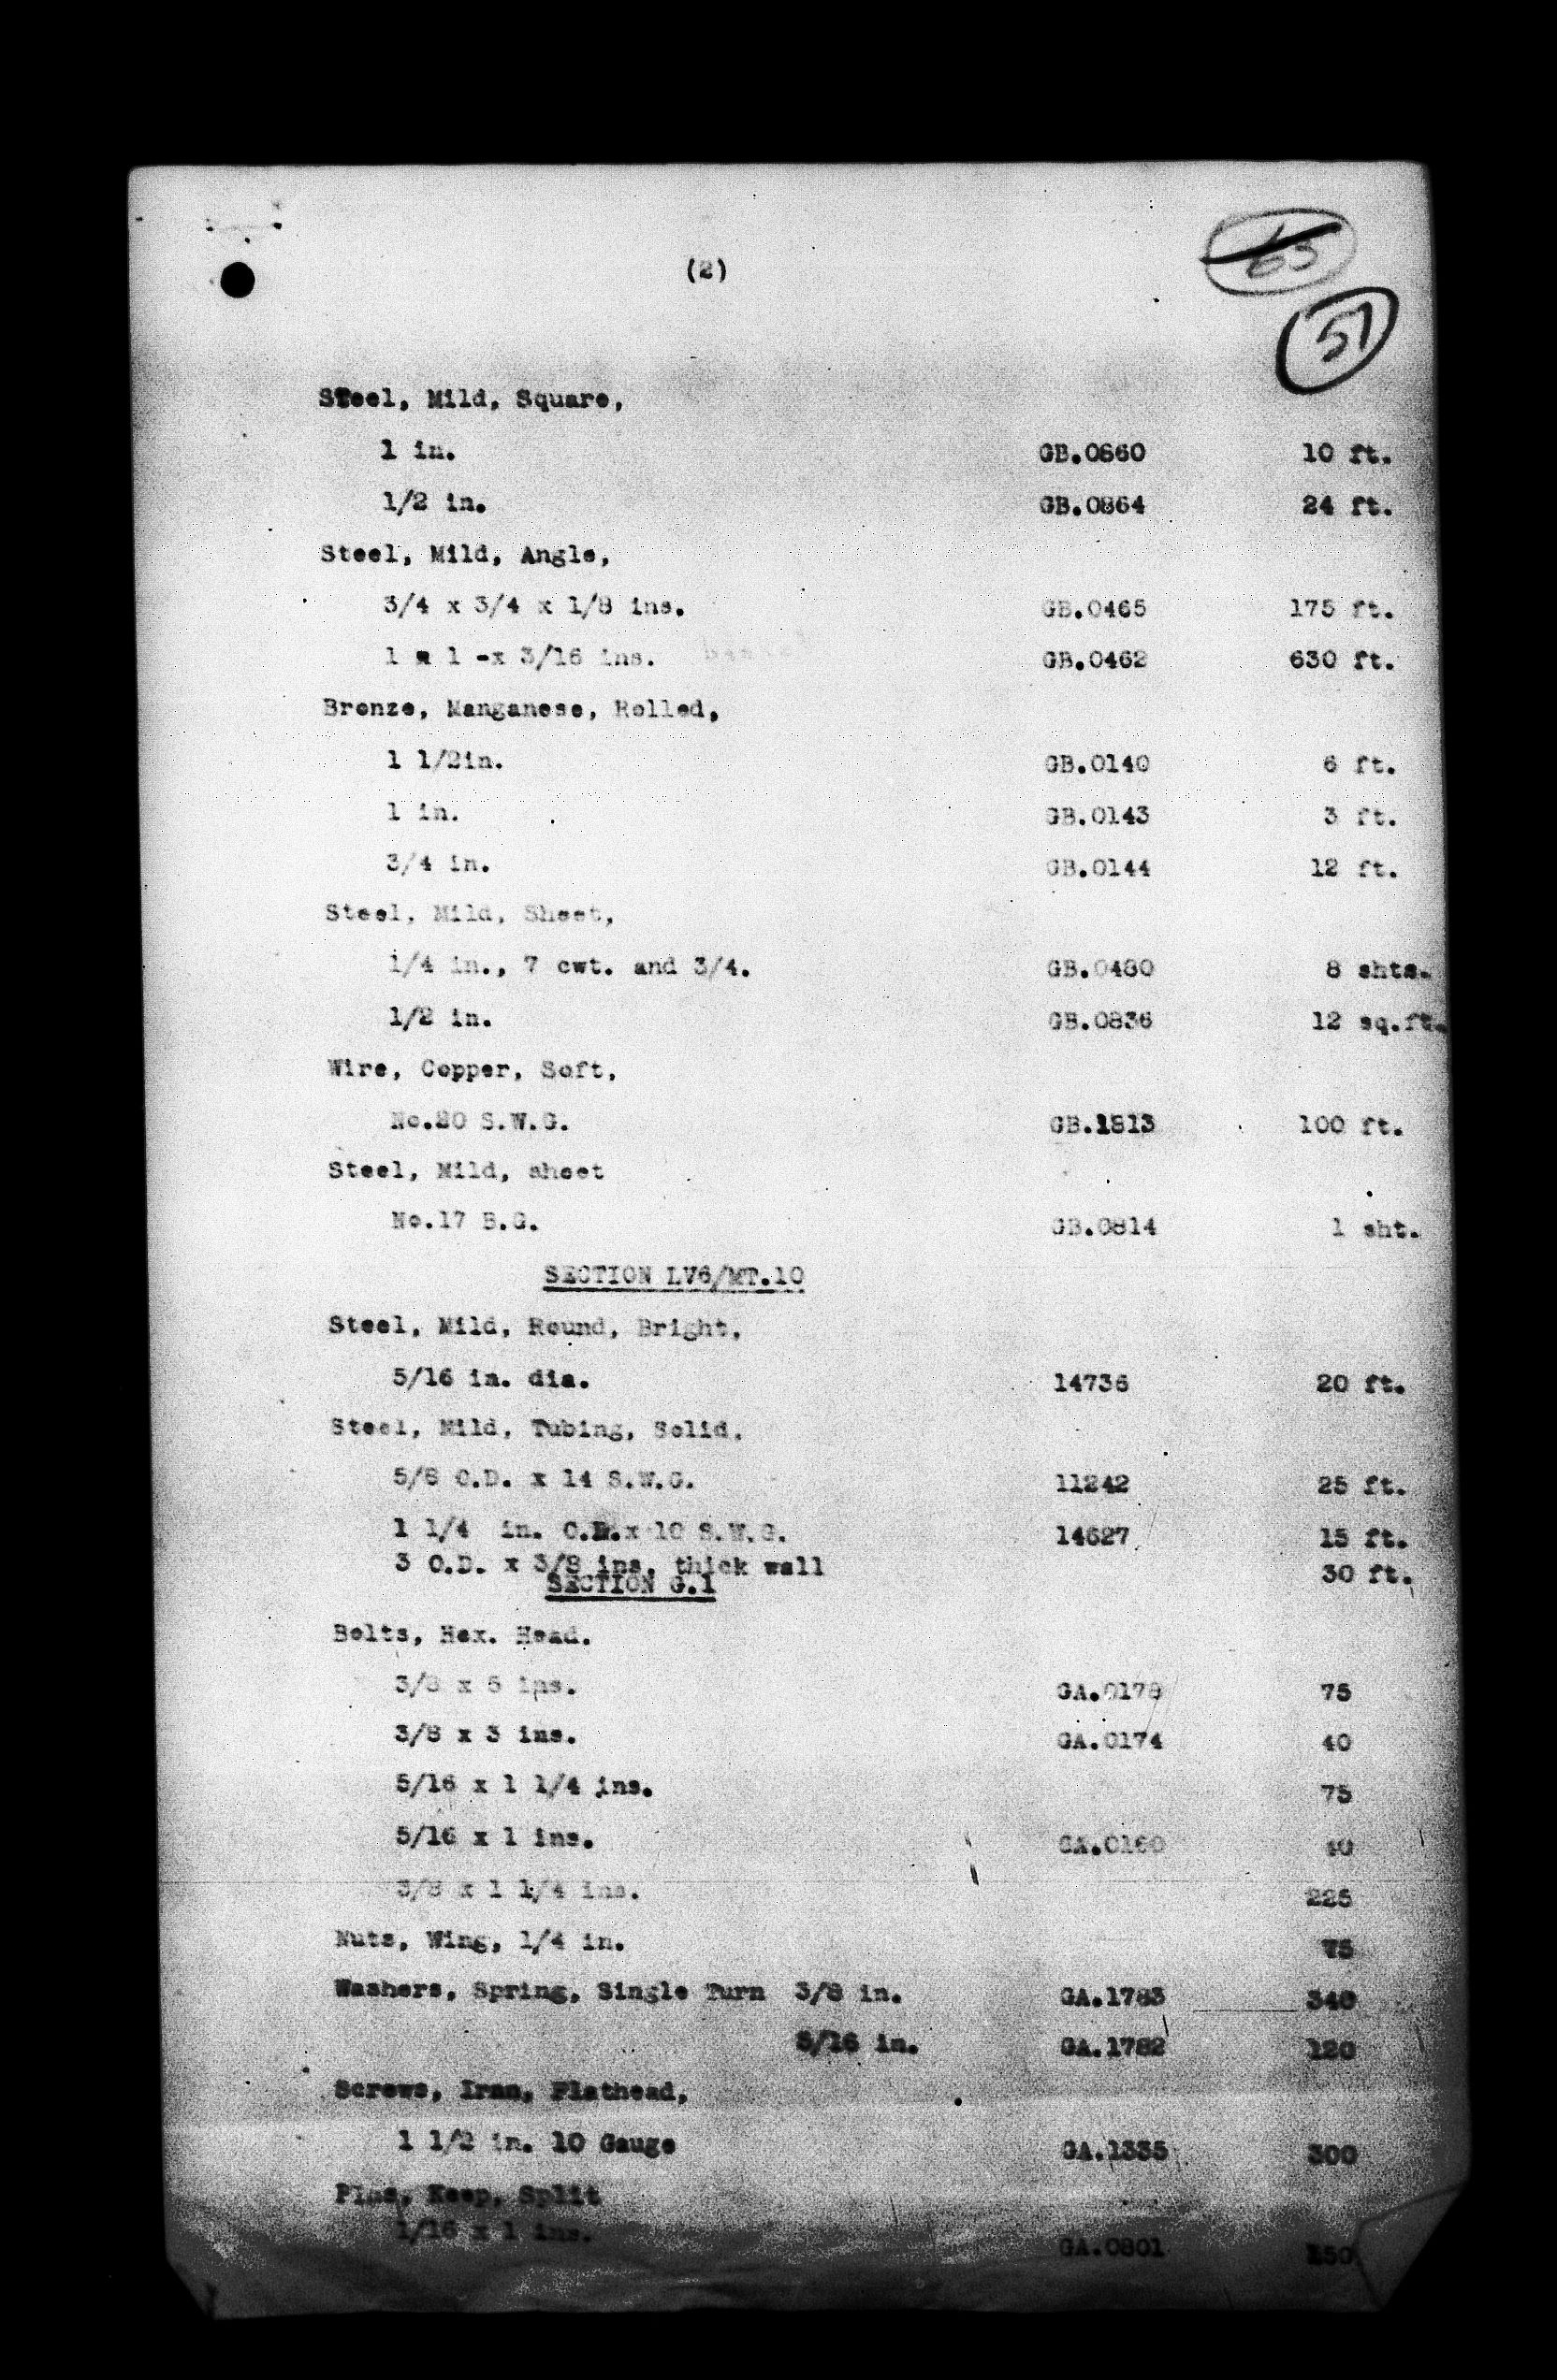 (2)
63
51
Steel, Mild, Square,
1 in. GB.0860 10 ft.
1/2 in. GB.0864 24 ft.
Steel, Mild, Angle,
3/4 x 3/4 x 1/8 ins. GB.0465 175 ft.
1 x 1 -x 3/16 ins. GB.0462 630 ft.
Bronze, Manganese, Rolled,
1 1/2in. GB.0140 6 ft.
1 in. GB.0143 3 ft.
3/4 in. GB.0144 12 ft.
Steel, Mild, Sheet,
1/4 in., 7 cwt. and 3/4. GB.0480 8 shts.
1/2 in. GB.0836 12 sq.ft.
Wire, Copper, Soft,
No.20 S.W.G. GB.1813 100 ft.
Steel, Mild, sheet
No.17 B.G. GB.0814 1 sht.
SECTION LV6/MT.10
Steel, Mild, Round, Bright,
5/16 in. dia. 14736 20 ft.
Steel, Mild, Tubing, Solid,
5/8 O.D. x 14 S.W.G. 11242 25 ft.
1 1/4 in. O.D.x 10 S.W.G. 14627 15 ft.
3 O.D. x 3/8 ins. thick wall 30 ft.
SECTION G.1
Bolts, Hex. Head.
3/8 x 5 ins. GA.0178 75
3/8 x 3 ins. GA.0174 40
5/16 x 1 1/4 ins. 75
5/16 x 1 ins. GA.0160 40
3/8 x 1 1/4 ins. 225
Nuts, Wing, 1/4 in. 75
Washers, Spring, Single Turn 3/8 in. GA.1783 340
5/16 in. GA.1782 120
Screws, Iron, Flathead,
1 1/2 in. 10 Gauge GA.1335 300
Pins, Keep, Split
1/16 x 1 ins. GA.0801